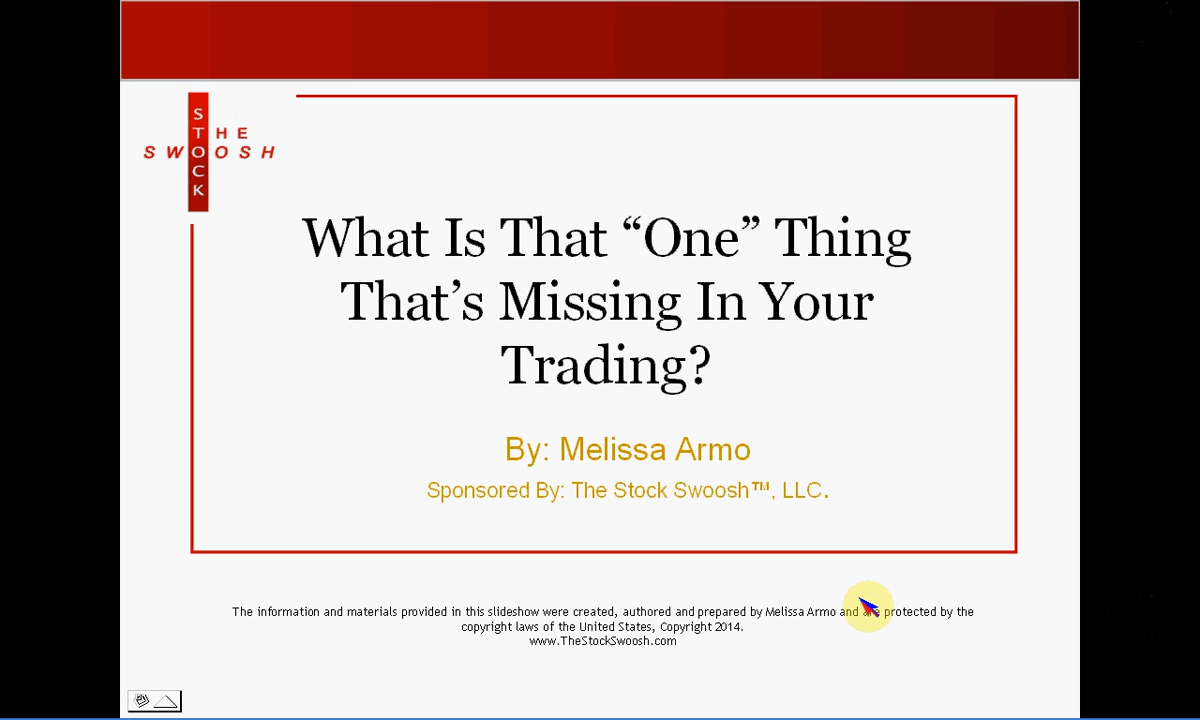 STOCK
THE
SWOOSH
What Is That “One” Thing
That’s Missing In Your
Trading?
By: Melissa Armo
Sponsored By: The Stock Swoosh™, LLC.
The information and materials provided in this slideshow were created, authored and prepared by Melissa Armo and are protected by the
copyright laws of the United States, Copyright 2014.
www.TheStockSwoosh.com